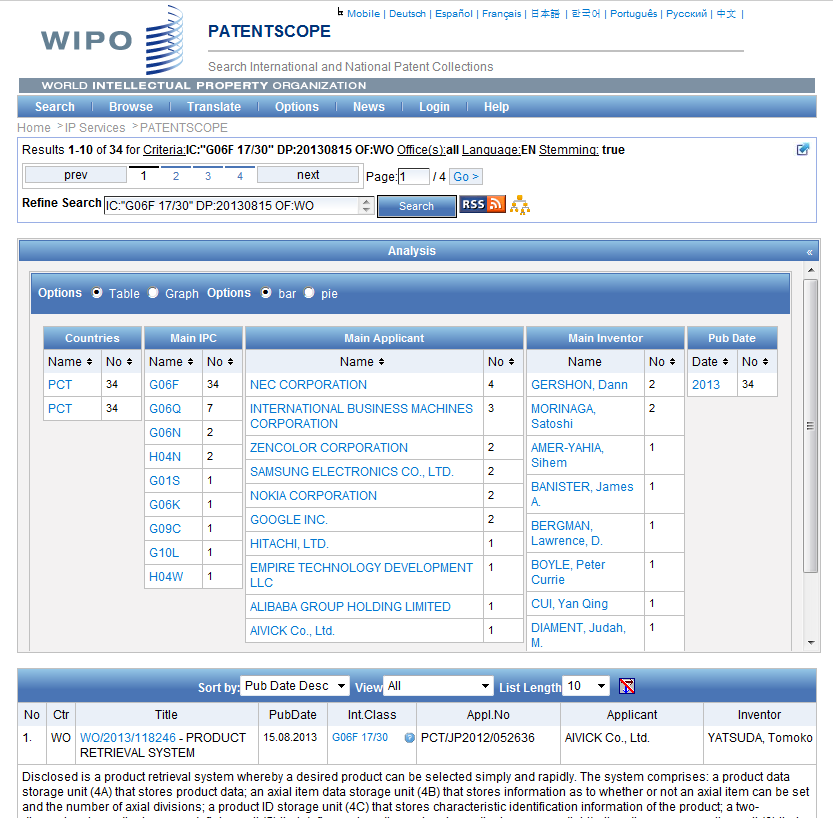 Mobile | Deutsch | Español | Français | 日本語 | 한국어 | Português | Русский | 中文 |
WIPO
PATENTSCOPE
Search International and National Patent Collections
WORLD INTELLECTUAL PROPERTY ORGANIZATION
Search | Browse | Translate | Options | News | Login | Help
Home > IP Services > PATENTSCOPE
Results 1-10 of 34 for Criteria:IC:"G06F 17/30" DP:20130815 OF:WO Office(s):all Language:EN Stemming: true
prev 1 2 3 4 next Page: 1 / 4 Go >
Refine Search IC:"G06F 17/30" DP:20130815 OF:WO Search RSS
Analysis «
Options Table Graph Options bar pie
Countries Main IPC Main Applicant Main Inventor Pub Date
Name No Name No Name No Name No Date No
PCT 34 G06F 34 NEC CORPORATION 4 GERSHON, Dann 2 2013 34
PCT 34 G06Q 7 INTERNATIONAL BUSINESS MACHINES CORPORATION 3 MORINAGA, Satoshi 2
G06N 2 ZENCOLOR CORPORATION 2 AMER-YAHIA, Sihem 1
H04N 2 SAMSUNG ELECTRONICS CO., LTD. 2 BANISTER, James A. 1
G01S 1 NOKIA CORPORATION 2 BERGMAN, Lawrence, D. 1
G06K 1 GOOGLE INC. 2 BOYLE, Peter Currie 1
G09C 1 HITACHI, LTD. 1 CUI, Yan Qing 1
G10L 1 EMPIRE TECHNOLOGY DEVELOPMENT LLC 1 DIAMENT, Judah, M. 1
H04W 1 ALIBABA GROUP HOLDING LIMITED 1
AIVICK Co., Ltd. 1
Sort by: Pub Date Desc View All List Length 10
No Ctr Title PubDate Int.Class Appl.No Applicant Inventor
1. WO WO/2013/118246 - PRODUCT RETRIEVAL SYSTEM 15.08.2013 G06F 17/30 PCT/JP2012/052636 AIVICK Co., Ltd. YATSUDA, Tomoko
Disclosed is a product retrieval system whereby a desired product can be selected simply and rapidly. The system comprises: a product data
storage unit (4A) that stores product data; an axial item data storage unit (4B) that stores information as to whether or not an axial item can be set
and the number of axial divisions; a product ID storage unit (4C) that stores characteristic identification information of the product; a two-